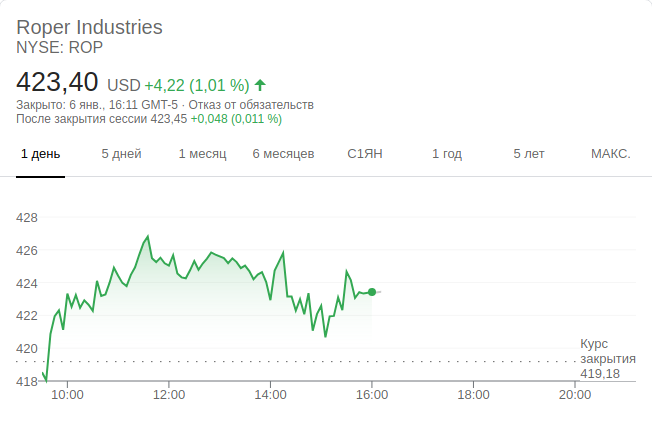 Roper Industries
NYSE: ROP
423,40 USD +4,22 (1,01 %)
Закрыто: 6 янв., 16:11 GMT-5 · Отказ от обязательств
После закрытия сессии 423,45 +0,048 (0,011 %)
1 день 5 дней 1 месяц 6 месяцев С1ЯН 1 год 5 лет МАКС.
428
426
424
422
420
418
Курс
закрытия
419,18
10:00 12:00 14:00 16:00 18:00 20:00